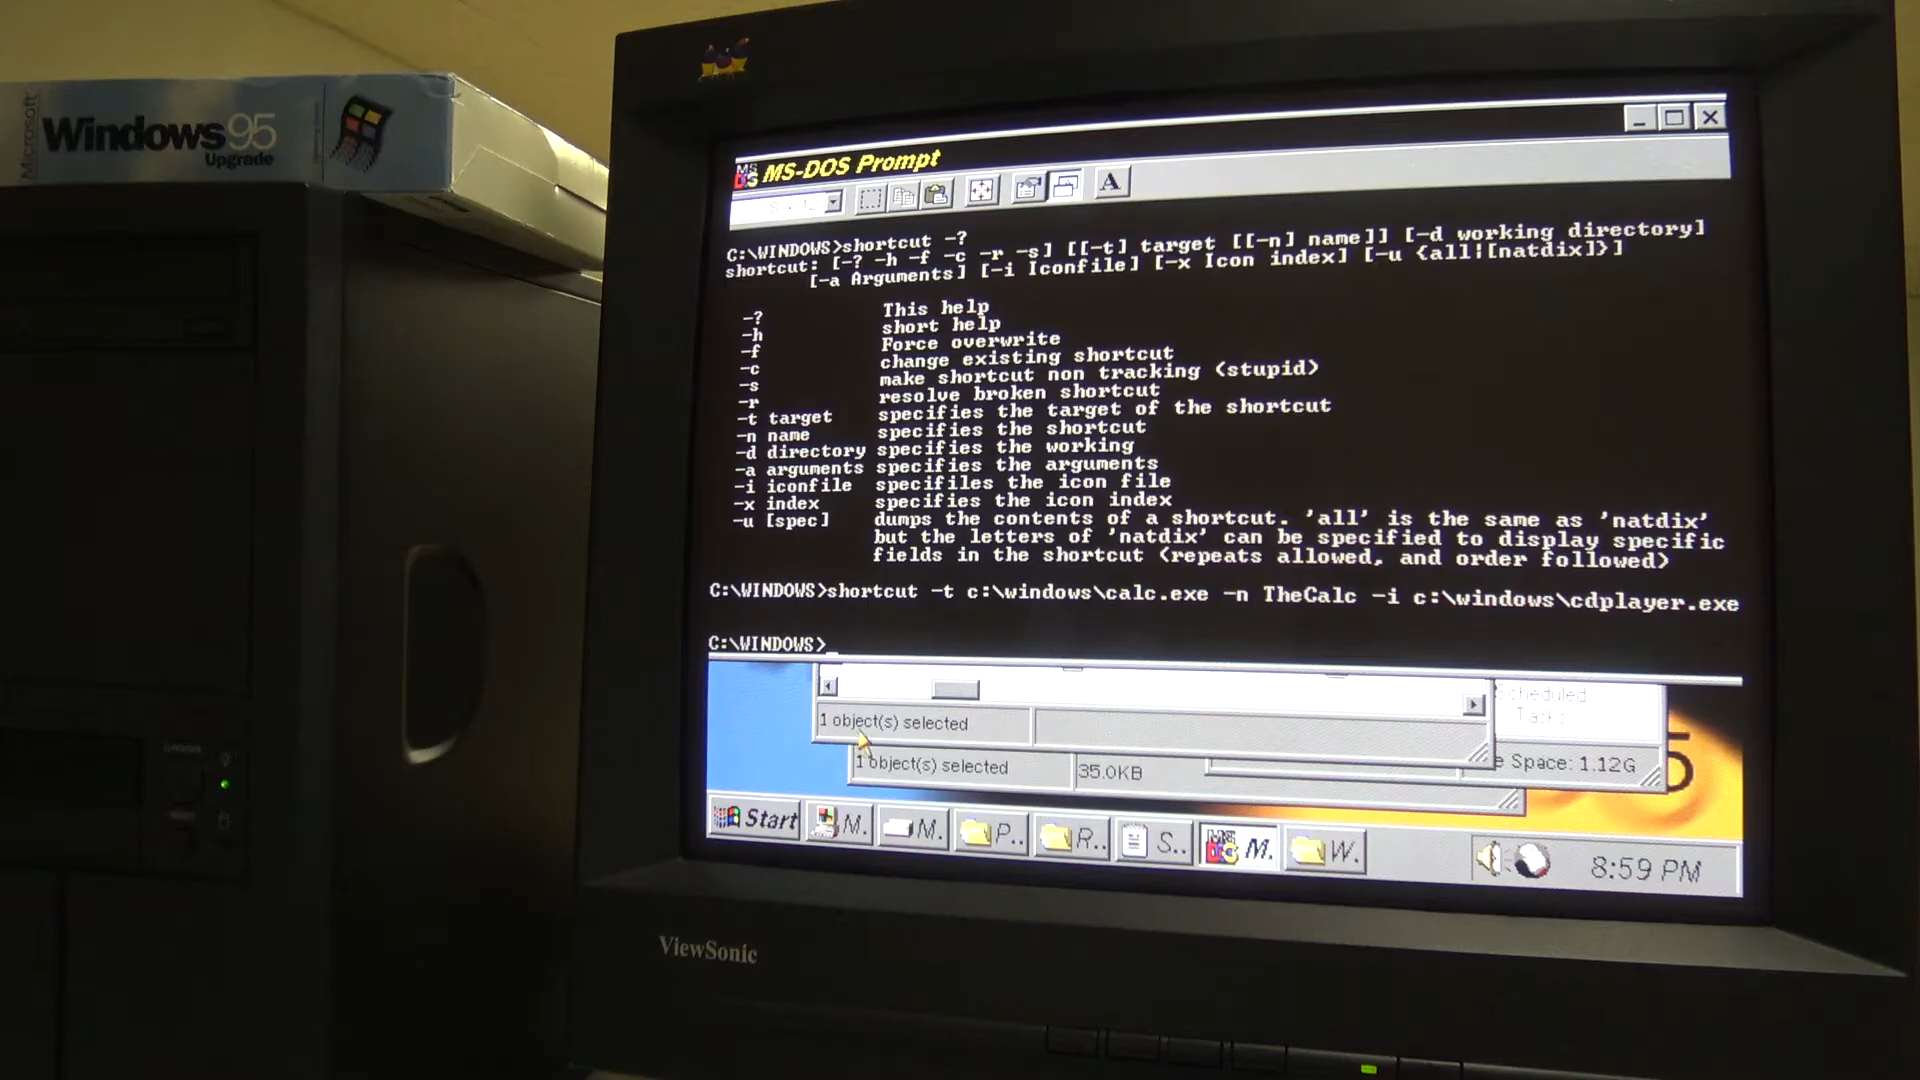 Microsoft
Windows 95
Upgrade
MS-DOS Prompt
A
C:\WINDOWS>shortcut -?
shortcut: [-? -h -f -c -r -s] [[-t] target [[-n] name]] [-d working directory]
[-a Arguments] [-i Iconfile] [-x Icon index] [-u {all|[natdix]}]
-? This help
-h short help
-f Force overwrite
-c change existing shortcut
-s make shortcut non tracking (stupid)
-r resolve broken shortcut
-t target specifies the target of the shortcut
-n name specifies the shortcut
-d directory specifies the working
-a arguments specifies the arguments
-i iconfile specifiles the icon file
-x index specifies the icon index
-u [spec] dumps the contents of a shortcut. 'all' is the same as 'natdix'
but the letters of 'natdix' can be specified to display specific
fields in the shortcut (repeats allowed, and order followed)
C:\WINDOWS>shortcut -t c:\windows\calc.exe -n TheCalc -i c:\windows\cdplayer.exe
C:\WINDOWS>_
Scheduled
1 object(s) selected
1 object(s) selected 35.0KB
e Space: 1.12G
5
Start M. M. P.. R.. S.. M. W. 8:59 PM
ViewSonic